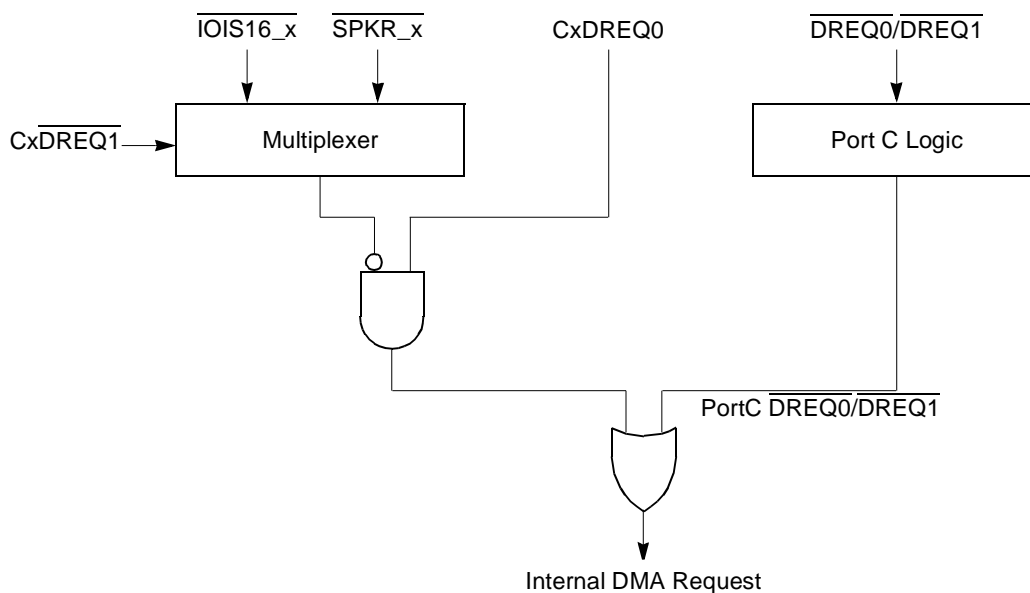 IOIS16_x SPKR_x CxDREQ0 DREQ0/DREQ1
CxDREQ1 Multiplexer Port C Logic
PortC DREQ0/DREQ1
Internal DMA Request